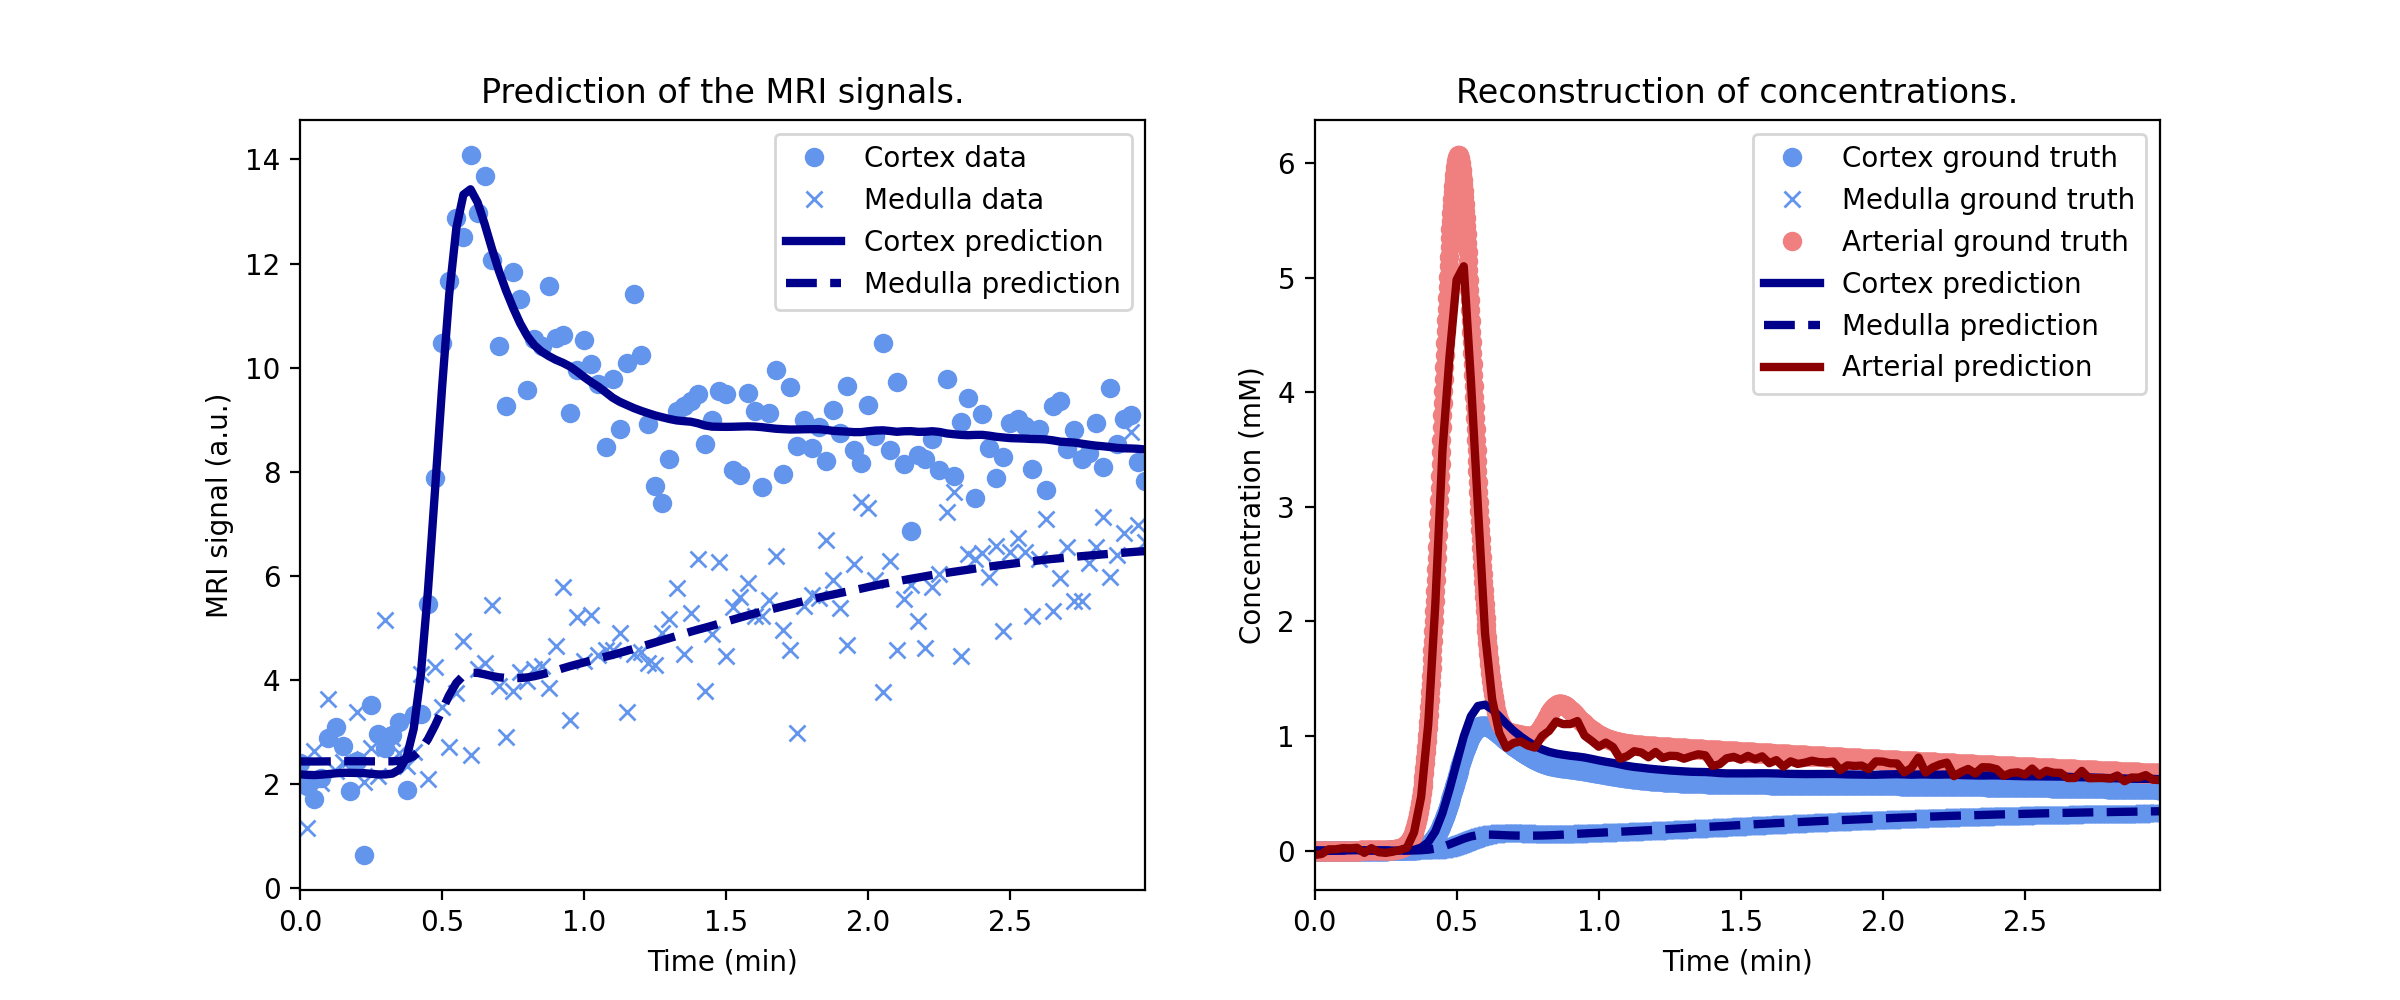 Prediction of the MRI signals.
MRI signal (a.u.)
14
12
10
8
6
4
2
0
0.0 0.5 1.0 1.5 2.0 2.5
Time (min)
Cortex data
Medulla data
Cortex prediction
Medulla prediction
Reconstruction of concentrations.
Concentration (mM)
6
5
4
3
2
1
0
0.0 0.5 1.0 1.5 2.0 2.5
Time (min)
Cortex ground truth
Medulla ground truth
Arterial ground truth
Cortex prediction
Medulla prediction
Arterial prediction